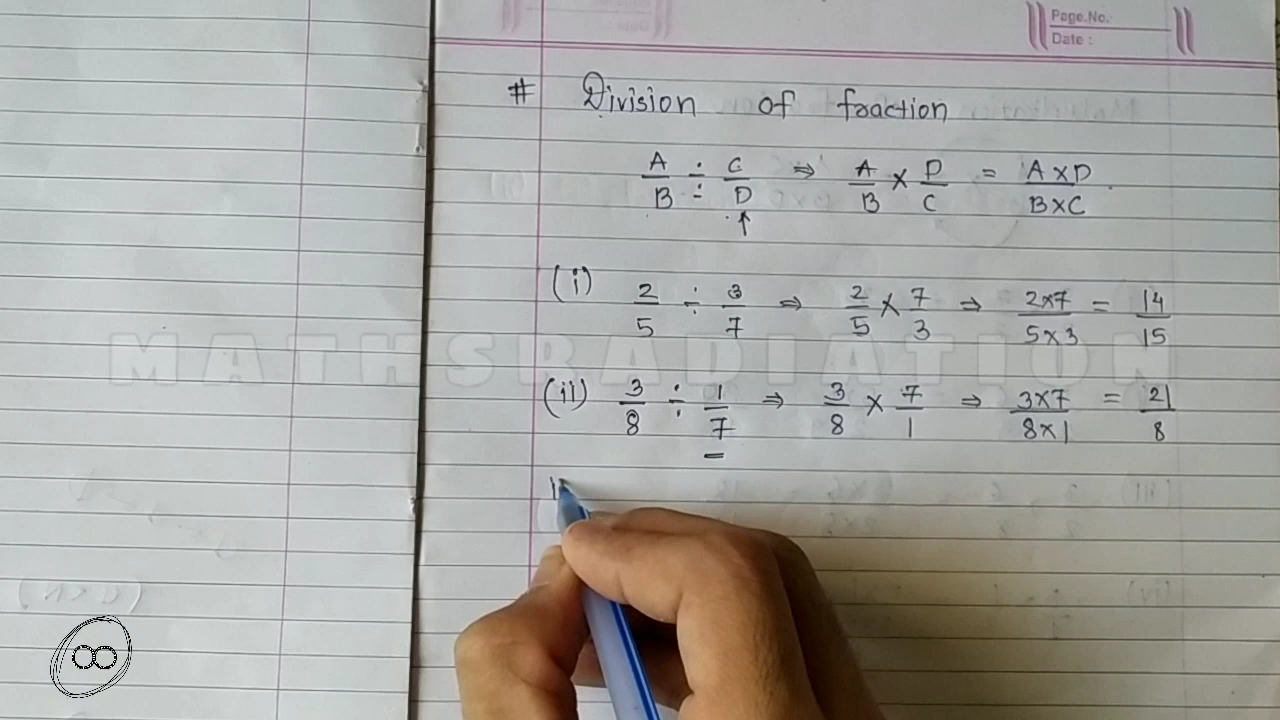 Page.No.
Date :
# Division of fraction
A/B ÷ C/D ⇒ A/B × D/C = A×D/B×C
(i) 2/5 ÷ 3/7 ⇒ 2/5 × 7/3 ⇒ 2×7/5×3 = 14/15
MATHSRADIATION
(ii) 3/8 ÷ 1/7 ⇒ 3/8 × 7/1 ⇒ 3×7/8×1 = 21/8